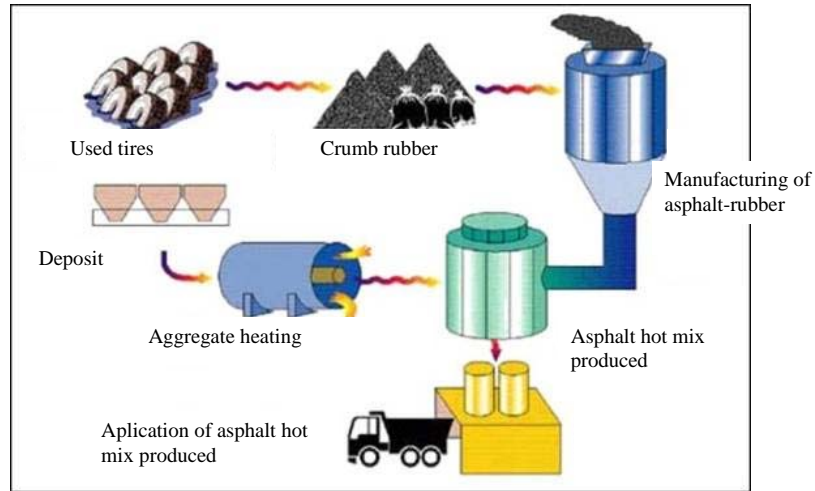 Used tires
Crumb rubber
Manufacturing of
asphalt-rubber
Deposit
Aggregate heating
Asphalt hot mix
produced
Aplication of asphalt hot
mix produced